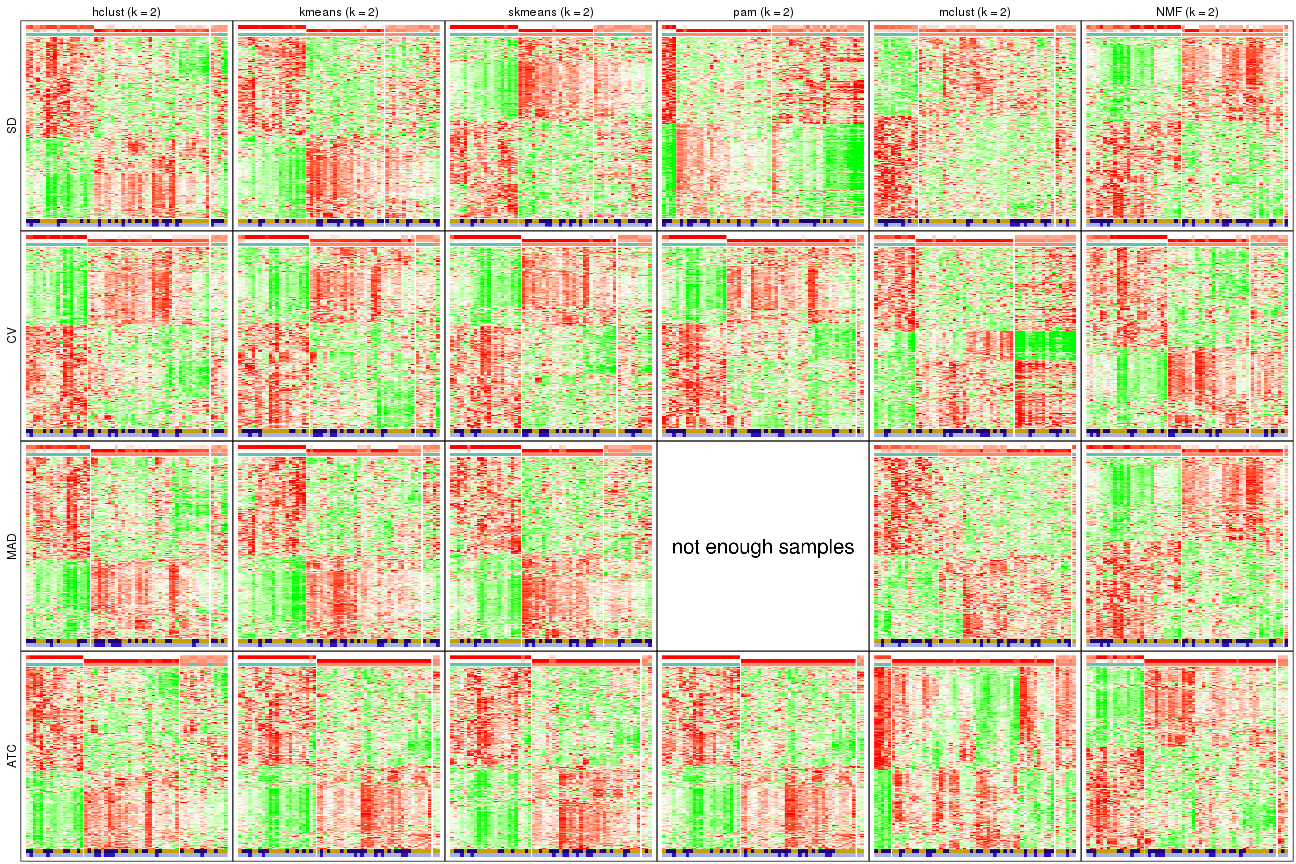 hclust (k = 2) kmeans (k = 2) skmeans (k = 2) pam (k = 2) mclust (k = 2) NMF (k = 2)
SD
CV
MAD
not enough samples
ATC